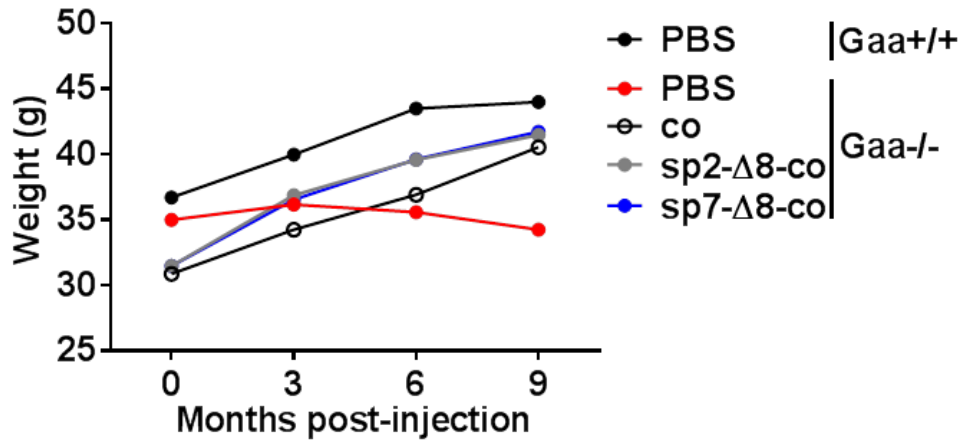 50
45
40
35
30
25
Weight (g)
0 3 6 9
Months post-injection
PBS Gaa+/+
PBS
co
sp2-Δ8-co
sp7-Δ8-co
Gaa-/-